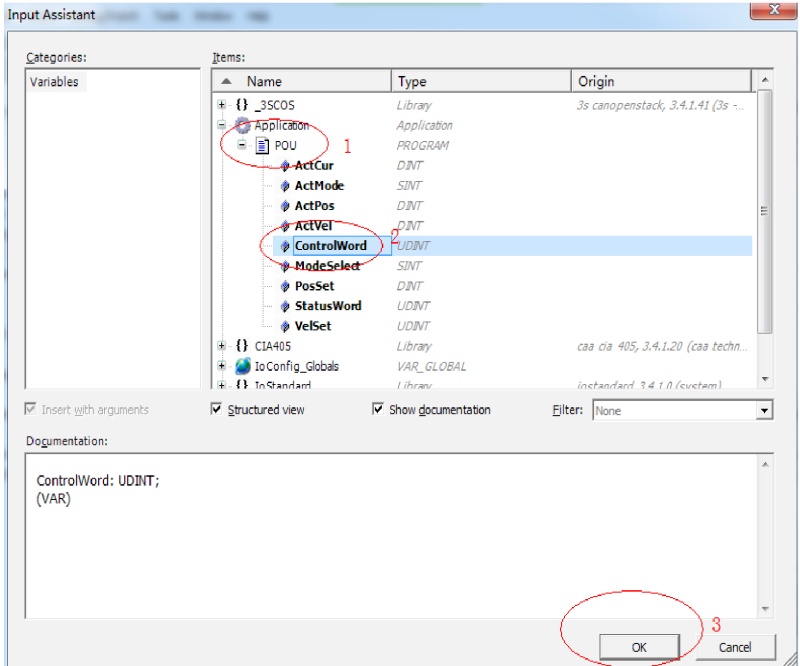 Input Assistant
Categories:
Items:
Variables
Name Type Origin
{} _3SCOS Library 3s canopenstack, 3.4.1.41 (3s -...
Application Application
POU PROGRAM
1
ActCur DINT
ActMode SINT
ActPos DINT
ActVel DINT
2
ControlWord UDINT
ModeSelect SINT
PosSet DINT
StatusWord UDINT
VelSet UDINT
{} CIA405 Library caa cia 405, 3.4.1.20 (caa techn...
IoConfig_Globals VAR_GLOBAL
{} IoStandard Library iostandard, 3.4.1.0 (system)
Insert with arguments
Structured view
Show documentation
Filter: None
Documentation:
ControlWord: UDINT;
(VAR)
3
OK Cancel